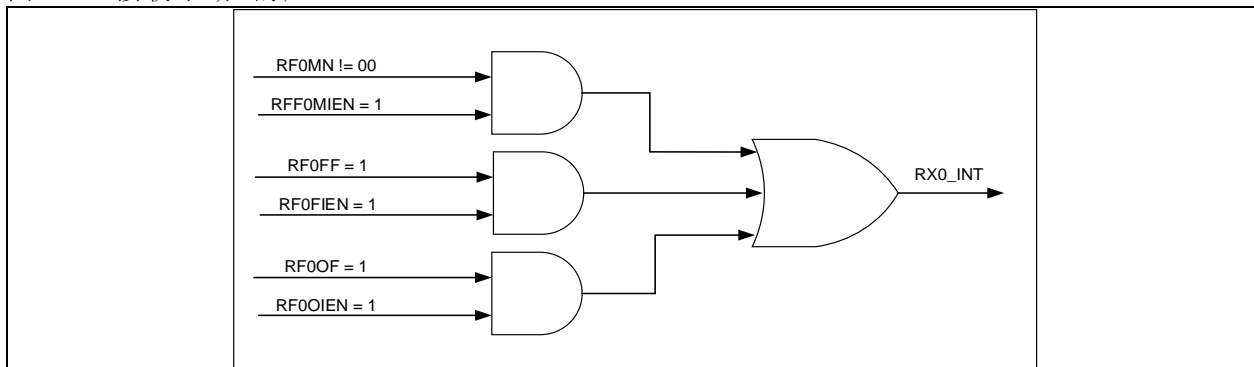 RF0MN != 00
RFF0MIEN = 1
RF0FF = 1
RF0FIEN = 1
RX0_INT
RF0OF = 1
RF0OIEN = 1